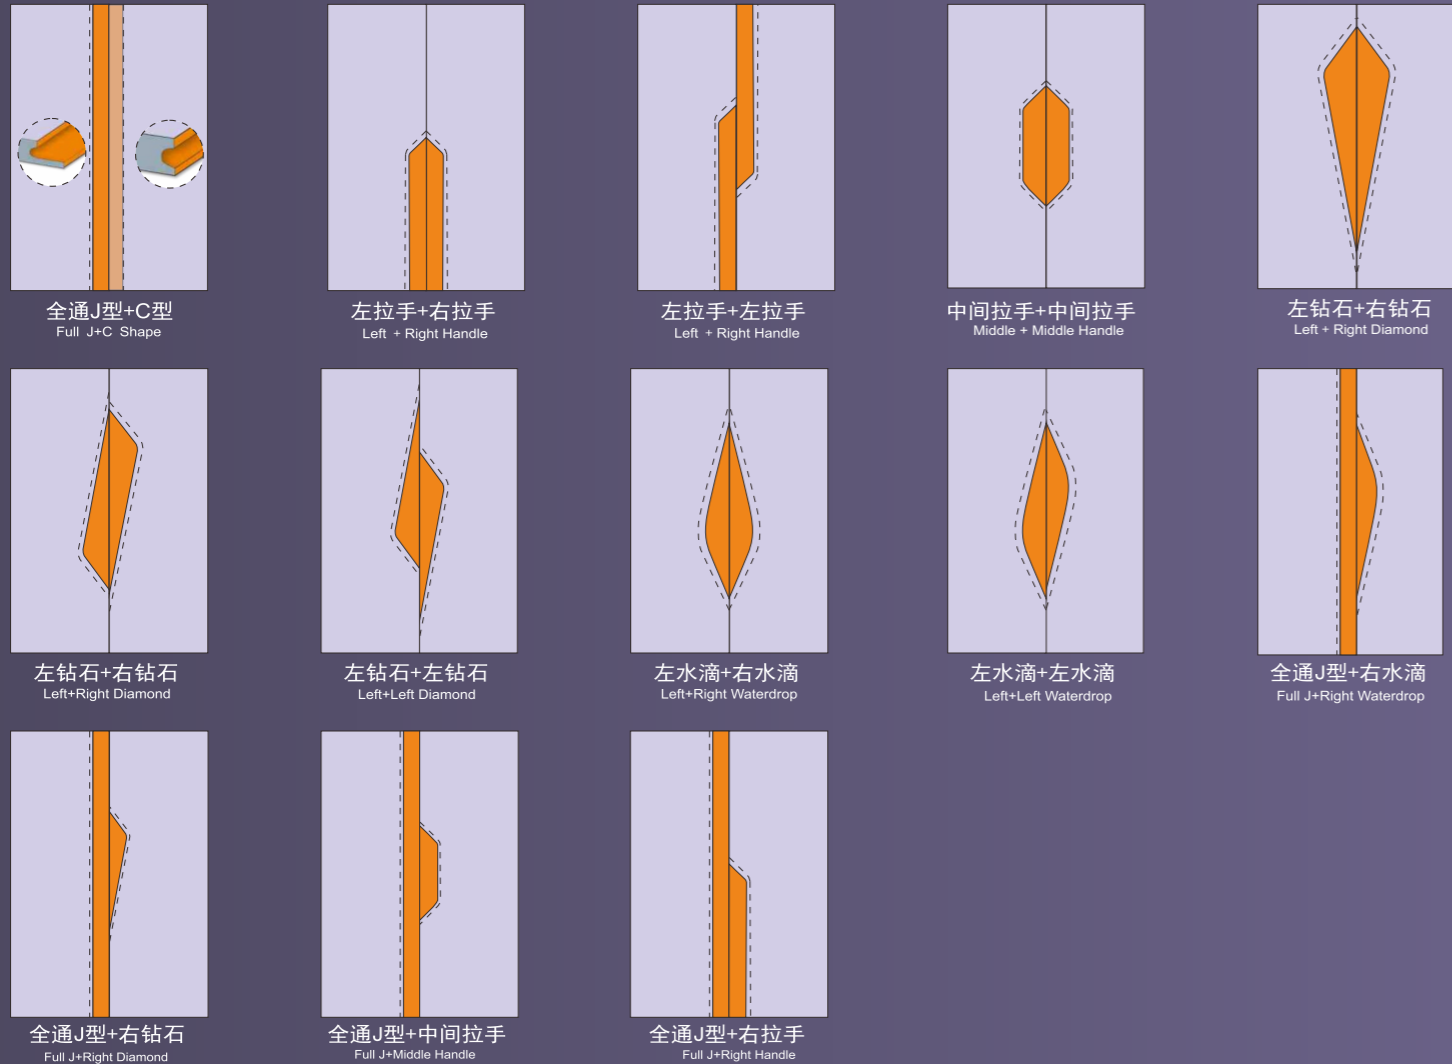 全通J型+C型
Full J+C Shape
左拉手+右拉手
Left + Right Handle
左拉手+左拉手
Left + Right Handle
中间拉手+中间拉手
Middle + Middle Handle
左钻石+右钻石
Left + Right Diamond
左钻石+右钻石
Left+Right Diamond
左钻石+左钻石
Left+Left Diamond
左水滴+右水滴
Left+Right Waterdrop
左水滴+左水滴
Left+Left Waterdrop
全通J型+右水滴
Full J+Right Waterdrop
全通J型+右钻石
Full J+Right Diamond
全通J型+中间拉手
Full J+Middle Handle
全通J型+右拉手
Full J+Right Handle